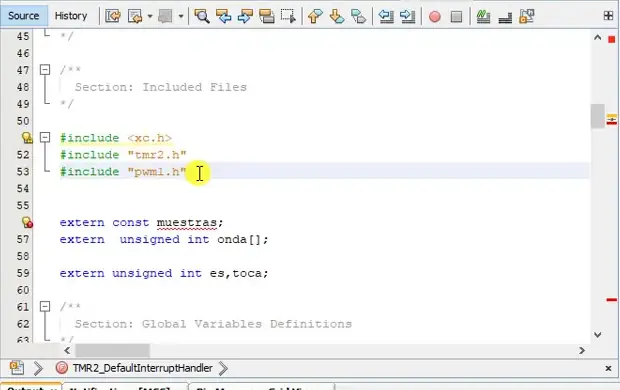 Source History
45 */
46
47 /**
48 Section: Included Files
49 */
50
#include <xc.h>
52 #include "tmr2.h"
53 #include "pwm1.h"
54
55
extern const muestras;
57 extern unsigned int onda[];
58
59 extern unsigned int es,toca;
60
61 /**
62 Section: Global Variables Definitions
63 */
TMR2_DefaultInterruptHandler
Output